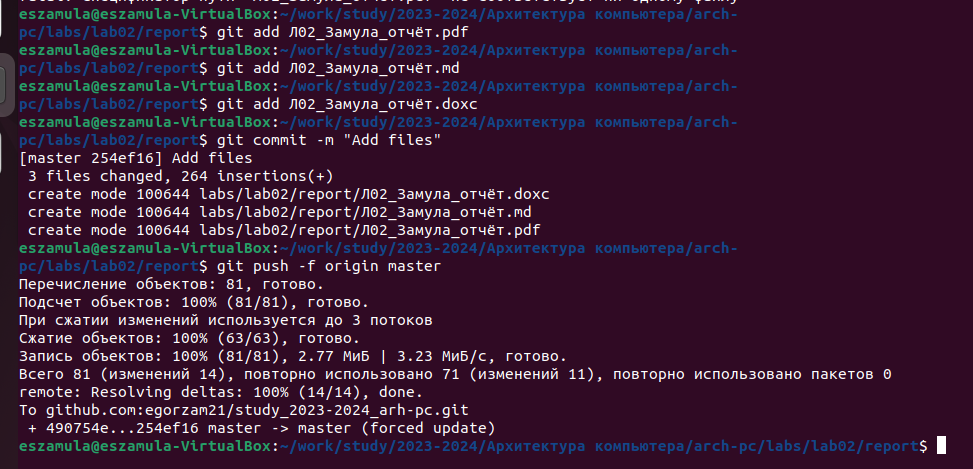 eszamula@eszamula-VirtualBox:~/work/study/2023-2024/Архитектура компьютера/arch-
pc/labs/lab02/report$ git add Л02_Замула_отчёт.pdf
eszamula@eszamula-VirtualBox:~/work/study/2023-2024/Архитектура компьютера/arch-
pc/labs/lab02/report$ git add Л02_Замула_отчёт.md
eszamula@eszamula-VirtualBox:~/work/study/2023-2024/Архитектура компьютера/arch-
pc/labs/lab02/report$ git add Л02_Замула_отчёт.doxc
eszamula@eszamula-VirtualBox:~/work/study/2023-2024/Архитектура компьютера/arch-
pc/labs/lab02/report$ git commit -m "Add files"
[master 254ef16] Add files
 3 files changed, 264 insertions(+)
 create mode 100644 labs/lab02/report/Л02_Замула_отчёт.doxc
 create mode 100644 labs/lab02/report/Л02_Замула_отчёт.md
 create mode 100644 labs/lab02/report/Л02_Замула_отчёт.pdf
eszamula@eszamula-VirtualBox:~/work/study/2023-2024/Архитектура компьютера/arch-
pc/labs/lab02/report$ git push -f origin master
Перечисление объектов: 81, готово.
Подсчет объектов: 100% (81/81), готово.
При сжатии изменений используется до 3 потоков
Сжатие объектов: 100% (63/63), готово.
Запись объектов: 100% (81/81), 2.77 МиБ | 3.23 МиБ/с, готово.
Всего 81 (изменений 14), повторно использовано 71 (изменений 11), повторно использовано пакетов 0
remote: Resolving deltas: 100% (14/14), done.
To github.com:egorzam21/study_2023-2024_arh-pc.git
 + 490754e...254ef16 master -> master (forced update)
eszamula@eszamula-VirtualBox:~/work/study/2023-2024/Архитектура компьютера/arch-pc/labs/lab02/report$